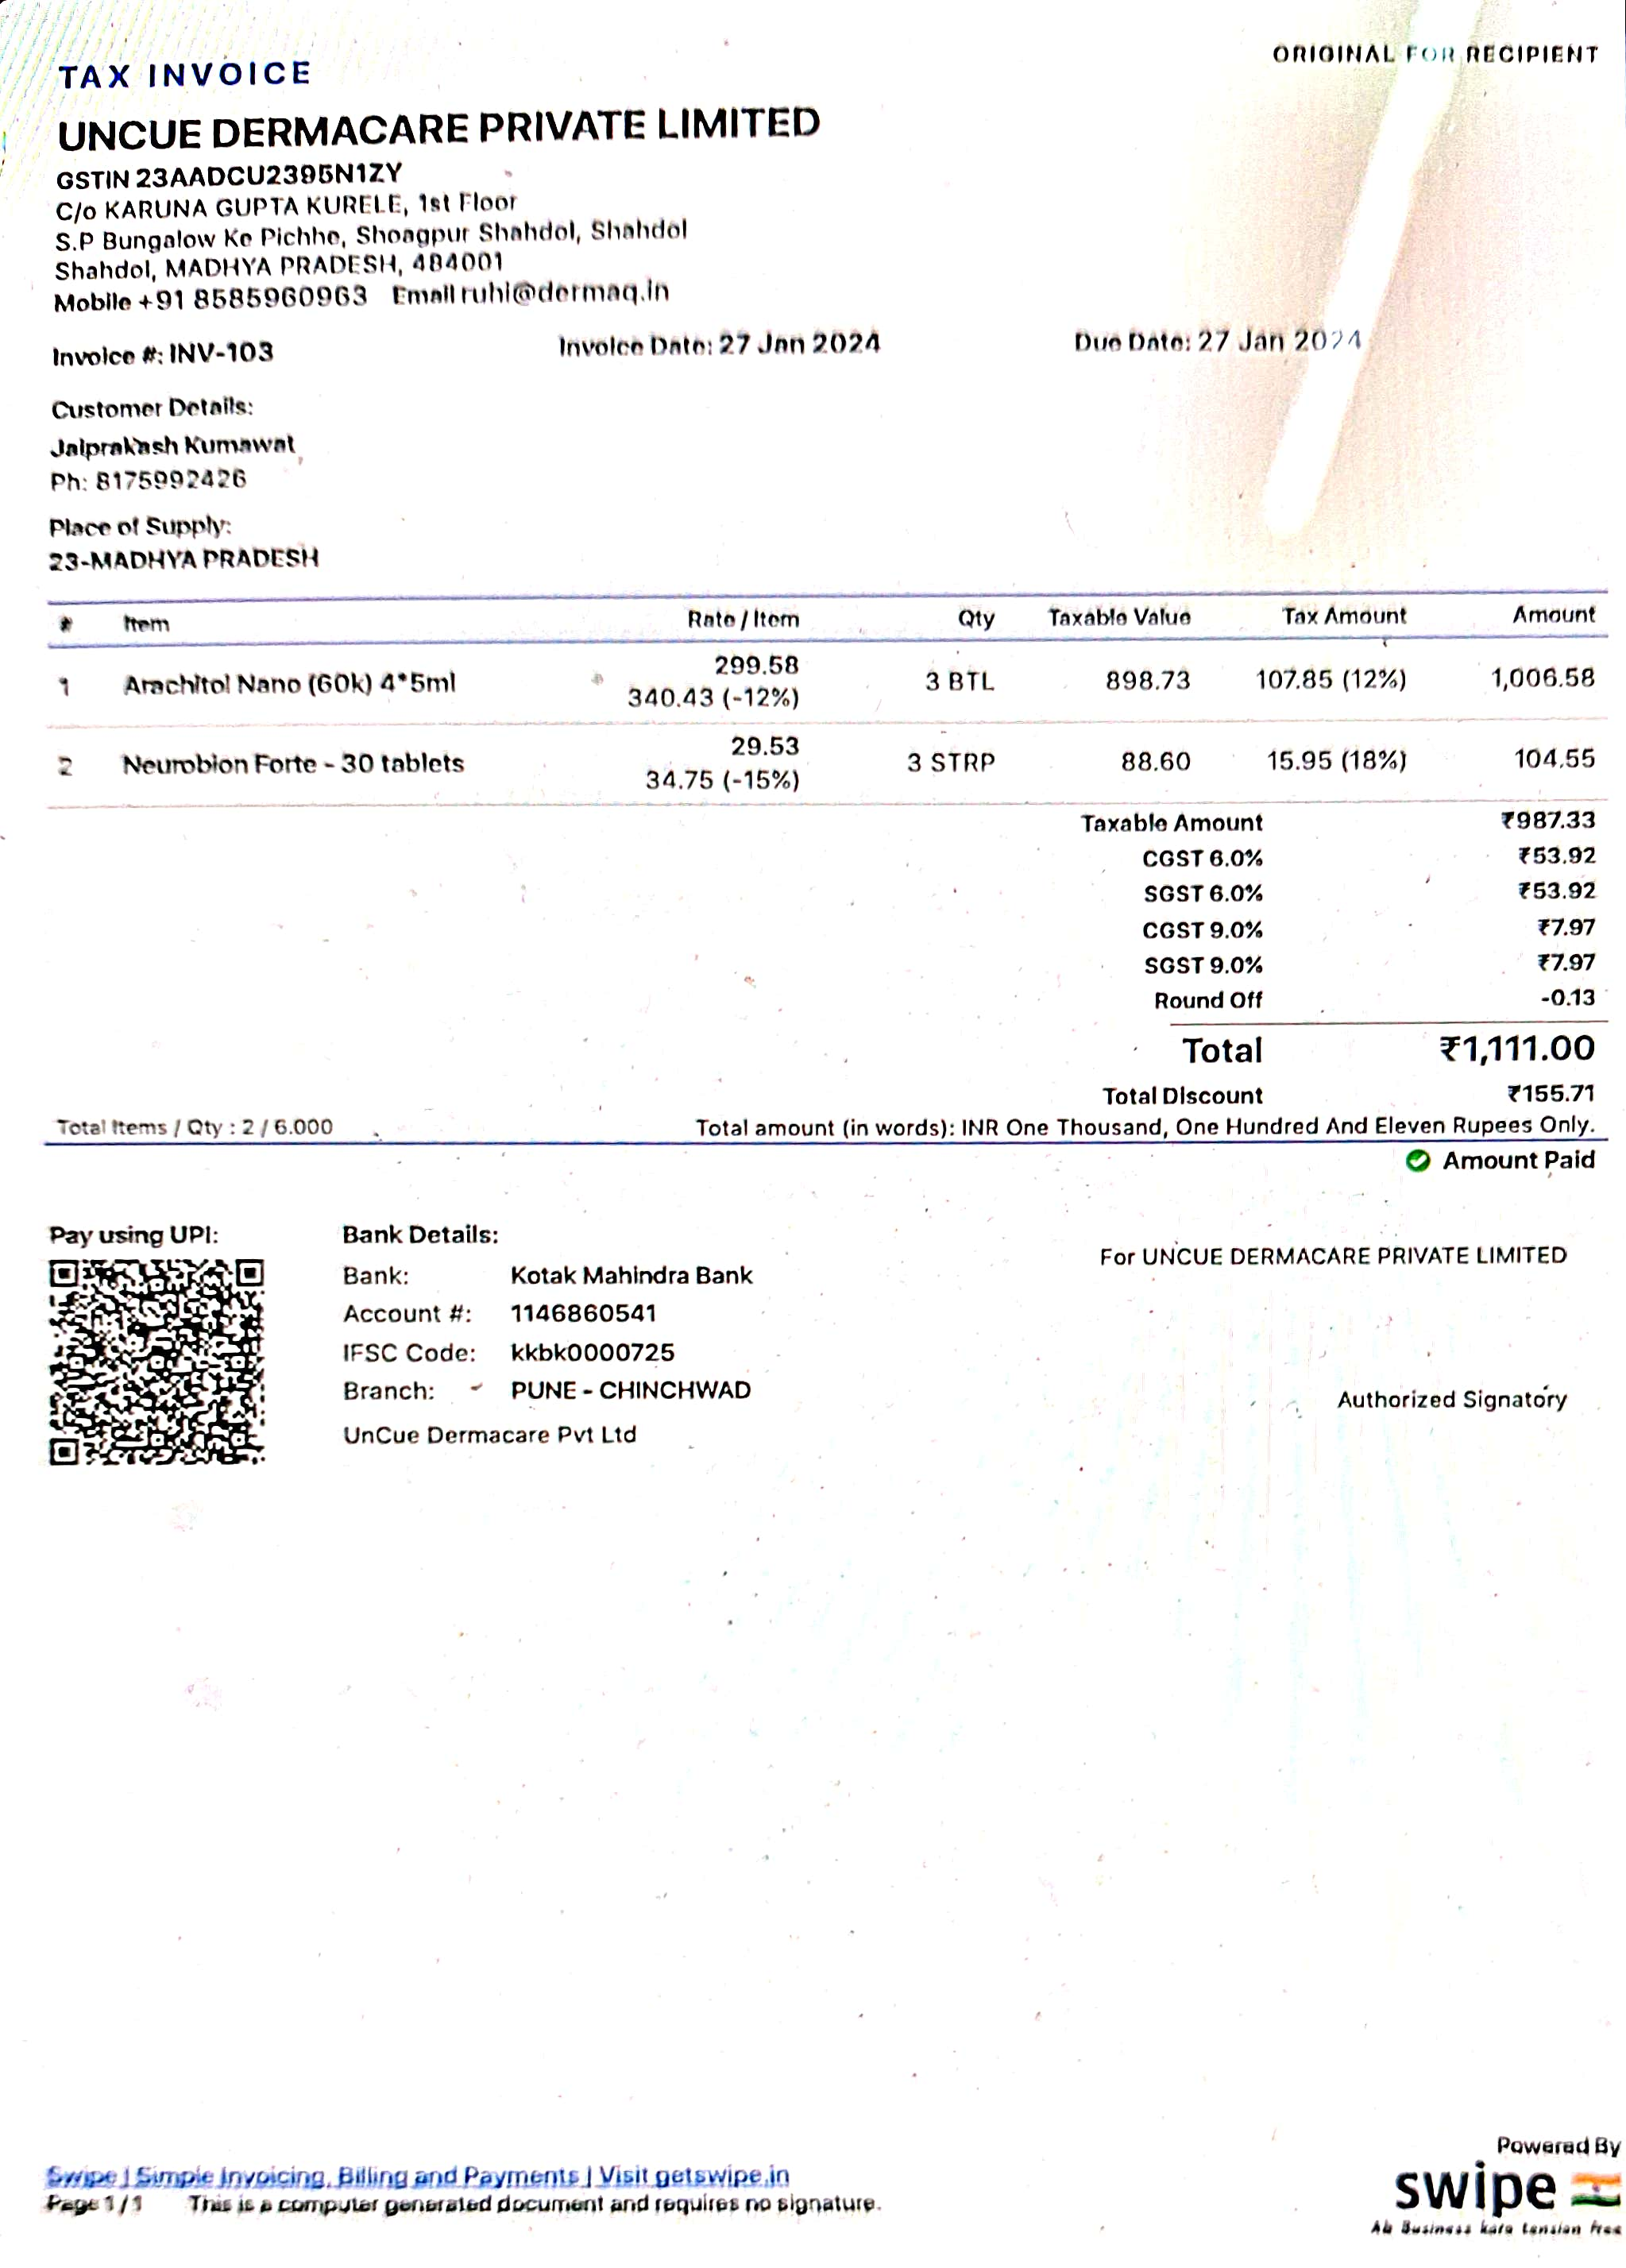 ORIGINAL FOR RECIPIENT
TAX INVOICE
UNCUE DERMACARE PRIVATE LIMITED
GSTIN 23AADCU2395N1ZY
C/o KARUNA GUPTA KURELE, 1st Floor
S.P Bungalow Ke Pichhe, Shoagpur Shahdol, Shahdol
Shahdol, MADHYA PRADESH, 484001
Mobile +91 8585960963 Email ruhi@dermaq.in
Invoice #: INV-103 Invoice Date: 27 Jan 2024 Due Date: 27 Jan 2024
Customer Details:
Jaiprakash Kumawat
Ph: 8175992426
Place of Supply:
23-MADHYA PRADESH
# Item Rate / Item Qty Taxable Value Tax Amount Amount
1 Arachitol Nano (60k) 4*5ml 299.58 3 BTL 898.73 107.85 (12%) 1,006.58
340.43 (-12%)
2 Neurobion Forte - 30 tablets 29.53 3 STRP 88.60 15.95 (18%) 104.55
34.75 (-15%)
Taxable Amount ₹987.33
CGST 6.0% ₹53.92
SGST 6.0% ₹53.92
CGST 9.0% ₹7.97
SGST 9.0% ₹7.97
Round Off -0.13
Total ₹1,111.00
Total Discount ₹155.71
Total Items / Qty : 2 / 6.000 Total amount (in words): INR One Thousand, One Hundred And Eleven Rupees Only.
Amount Paid
Pay using UPI: Bank Details:
Bank: Kotak Mahindra Bank
Account #: 1146860541
IFSC Code: kkbk0000725
Branch: PUNE - CHINCHWAD
UnCue Dermacare Pvt Ltd
For UNCUE DERMACARE PRIVATE LIMITED
Authorized Signatory
Powered By
swipe
Ab Business kare tension free
Swipe | Simple Invoicing, Billing and Payments | Visit getswipe.in
Page 1 / 1 This is a computer generated document and requires no signature.